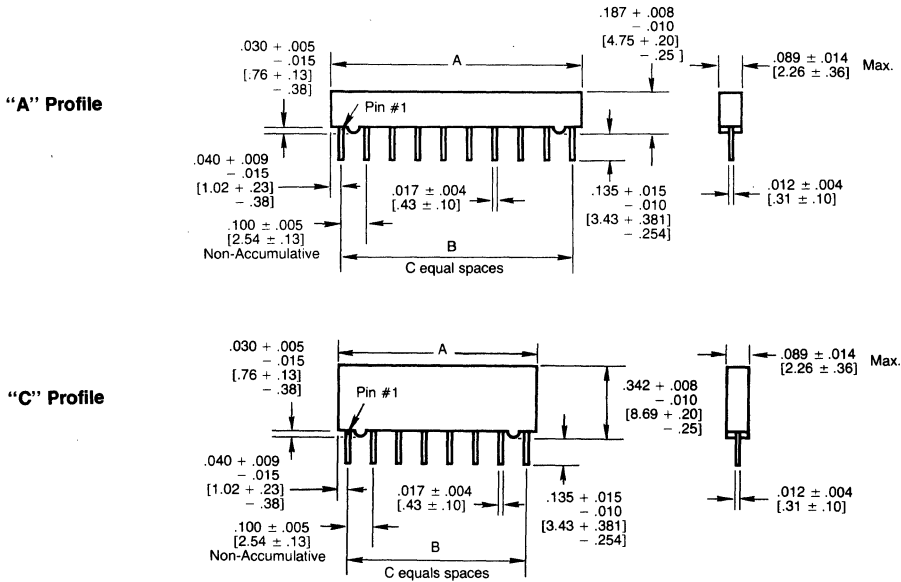 "A" Profile
.030 + .005
- .015
[.76 + .13]
- .38]
A
.187 + .008
- .010
[4.75 + .20]
- .25 ]
.089 ± .014
[2.26 ± .36] Max.
Pin #1
.040 + .009
- .015
[1.02 + .23]
- .38]
.017 ± .004
[.43 ± .10]
.135 + .015
- .010
[3.43 + .381]
- .254]
.012 ± .004
[.31 ± .10]
.100 ± .005
[2.54 ± .13]
Non-Accumulative
B
C equal spaces
"C" Profile
.030 + .005
- .015
[.76 + .13]
- .38]
A
.342 + .008
- .010
[8.69 + .20]
- .25]
.089 ± .014
[2.26 ± .36] Max.
Pin #1
.040 + .009
- .015
[1.02 + .23]
- .38]
.017 ± .004
[.43 ± .10]
.135 + .015
- .010
[3.43 + .381]
- .254]
.012 ± .004
[.31 ± .10]
.100 ± .005
[2.54 ± .13]
Non-Accumulative
B
C equals spaces